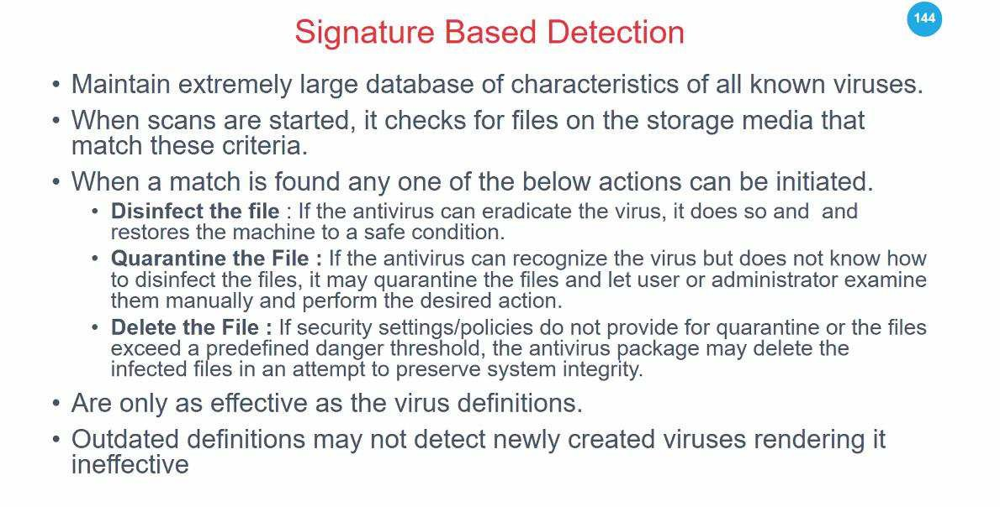 144
Signature Based Detection
• Maintain extremely large database of characteristics of all known viruses.
• When scans are started, it checks for files on the storage media that
match these criteria.
• When a match is found any one of the below actions can be initiated.
• Disinfect the file : If the antivirus can eradicate the virus, it does so and  and
restores the machine to a safe condition.
• Quarantine the File : If the antivirus can recognize the virus but does not know how
to disinfect the files, it may quarantine the files and let user or administrator examine
them manually and perform the desired action.
• Delete the File : If security settings/policies do not provide for quarantine or the files
exceed a predefined danger threshold, the antivirus package may delete the
infected files in an attempt to preserve system integrity.
• Are only as effective as the virus definitions.
• Outdated definitions may not detect newly created viruses rendering it
ineffective